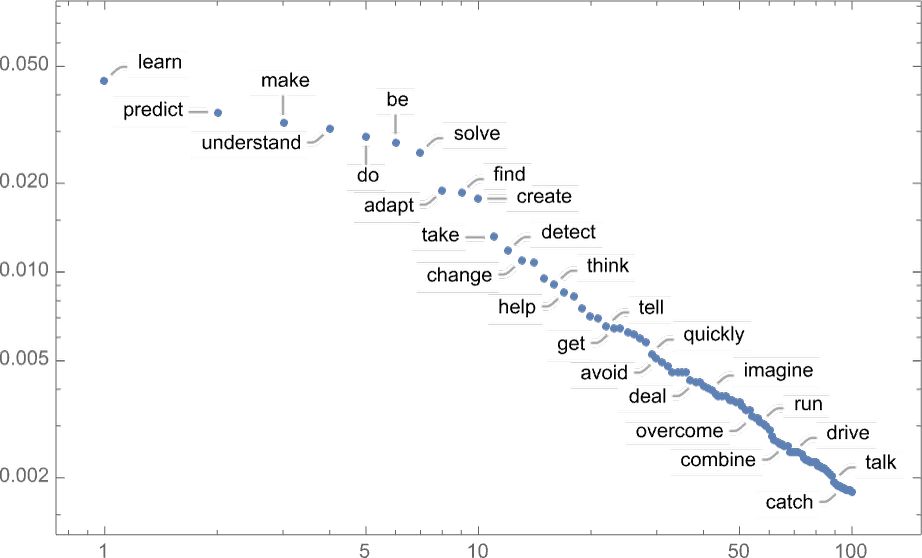 0.050
learn
make
predict
be
understand
solve
do
0.020
find
adapt
create
take
detect
0.010
change
think
help
tell
get
quickly
0.005
avoid
imagine
deal
run
overcome
drive
combine
talk
0.002
catch
1
5
10
50
100